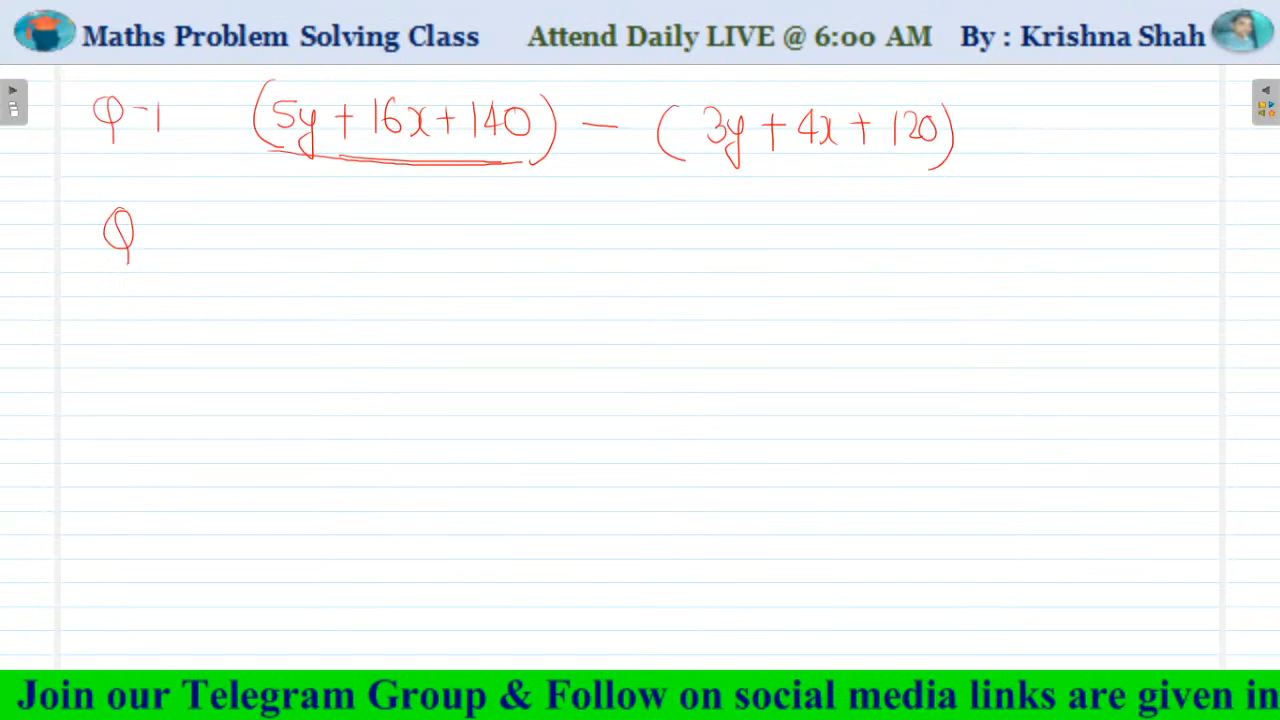 Maths Problem Solving Class Attend Daily LIVE @ 6:00 AM By : Krishna Shah
Q-1 (5y + 16x + 140) - (3y + 4x + 120)
Q
Join our Telegram Group & Follow on social media links are given in